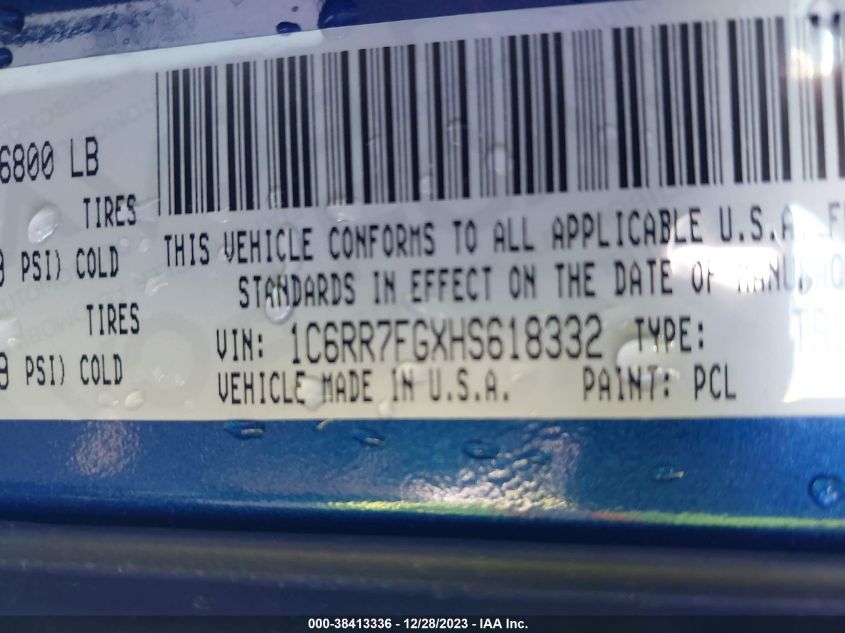 6800 LB
TIRES
THIS VEHICLE CONFORMS TO ALL APPLICABLE U.S.A.
PSI) COLD
STANDARDS IN EFFECT ON THE DATE OF
TIRES
VIN: 1C6RR7FGXHS618332 TYPE:
PSI) COLD
VEHICLE MADE IN U.S.A. PAINT: PCL
000-38413336 - 12/28/2023 - IAA Inc.